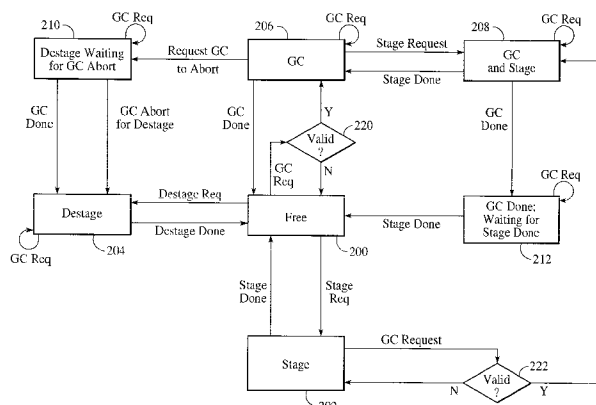 210
GC Req
206
GC Req
208
GC Req
Destage Waiting
for GC Abort
Request GC
to Abort
GC
Stage Request
Stage Done
GC
and Stage
GC
Done
GC Abort
for Destage
GC
Done
Y
220
Valid
?
N
GC
Req
GC
Done
GC Req
Destage
204
GC Req
Destage Req
Destage Done
Free
200
Stage Done
GC Done;
Waiting for
Stage Done
212
Stage
Done
Stage
Req
Stage
GC Request
222
Valid
?
N
Y
202